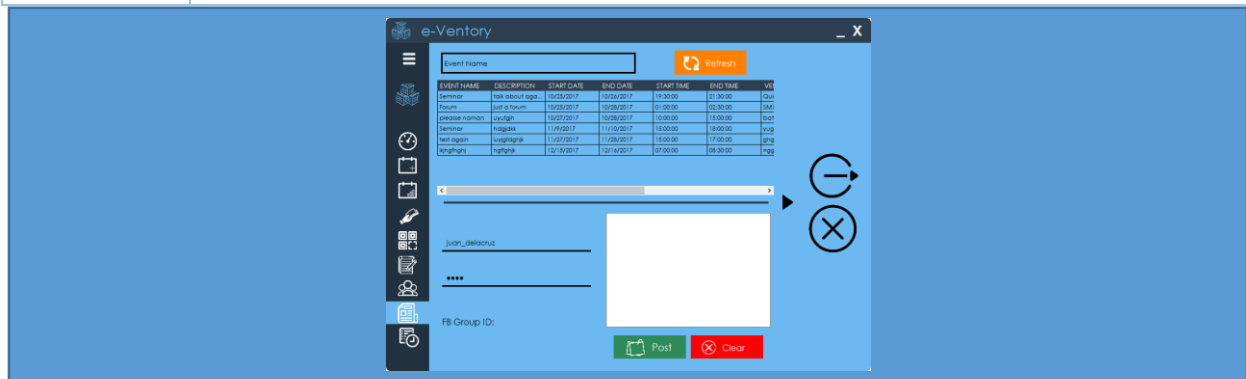 e-Ventory
Event Name
Refresh
EVENT NAME DESCRIPTION START DATE END DATE START TIME END TIME
Seminar talk about aga... 10/25/2017 10/26/2017 19:30:00 21:30:00
Forum just a forum 10/25/2017 10/28/2017 01:00:00 02:30:00
please naman 10/27/2017 10/28/2017 10:00:00 15:00:00
Seminar 11/9/2017 11/10/2017 15:00:00 18:00:00
test again 11/27/2017 11/28/2017 15:00:00 17:00:00
12/15/2017 12/16/2017 07:00:00 08:30:00
juan_delacruz
••••
FB Group ID:
Post
Clear